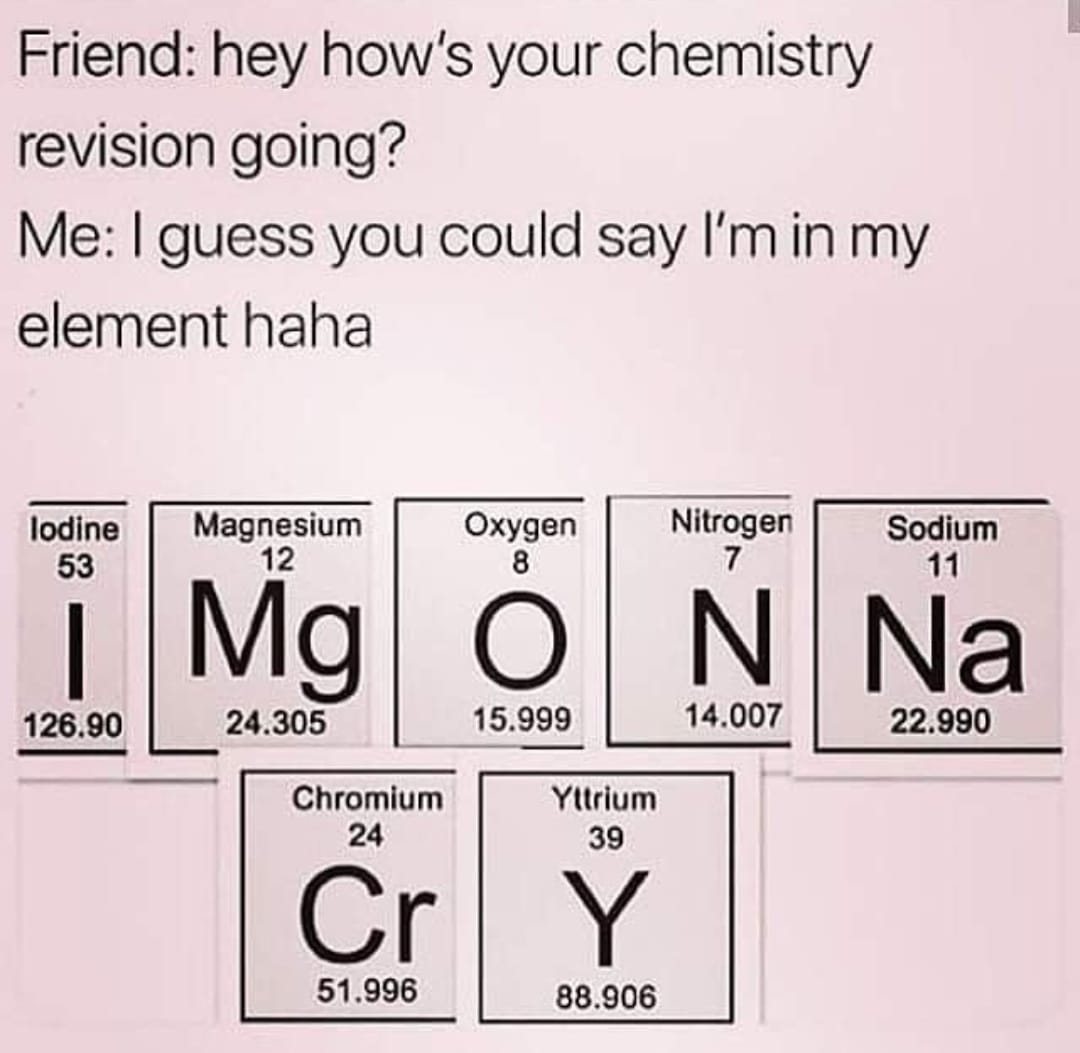 Friend: hey how's your chemistry
revision going?
Me: I guess you could say I'm in my
element haha
Iodine Magnesium Oxygen Nitrogen Sodium
53 12 8 7 11
I Mg O N Na
126.90 24.305 15.999 14.007 22.990
Chromium Yttrium
24 39
Cr Y
51.996 88.906